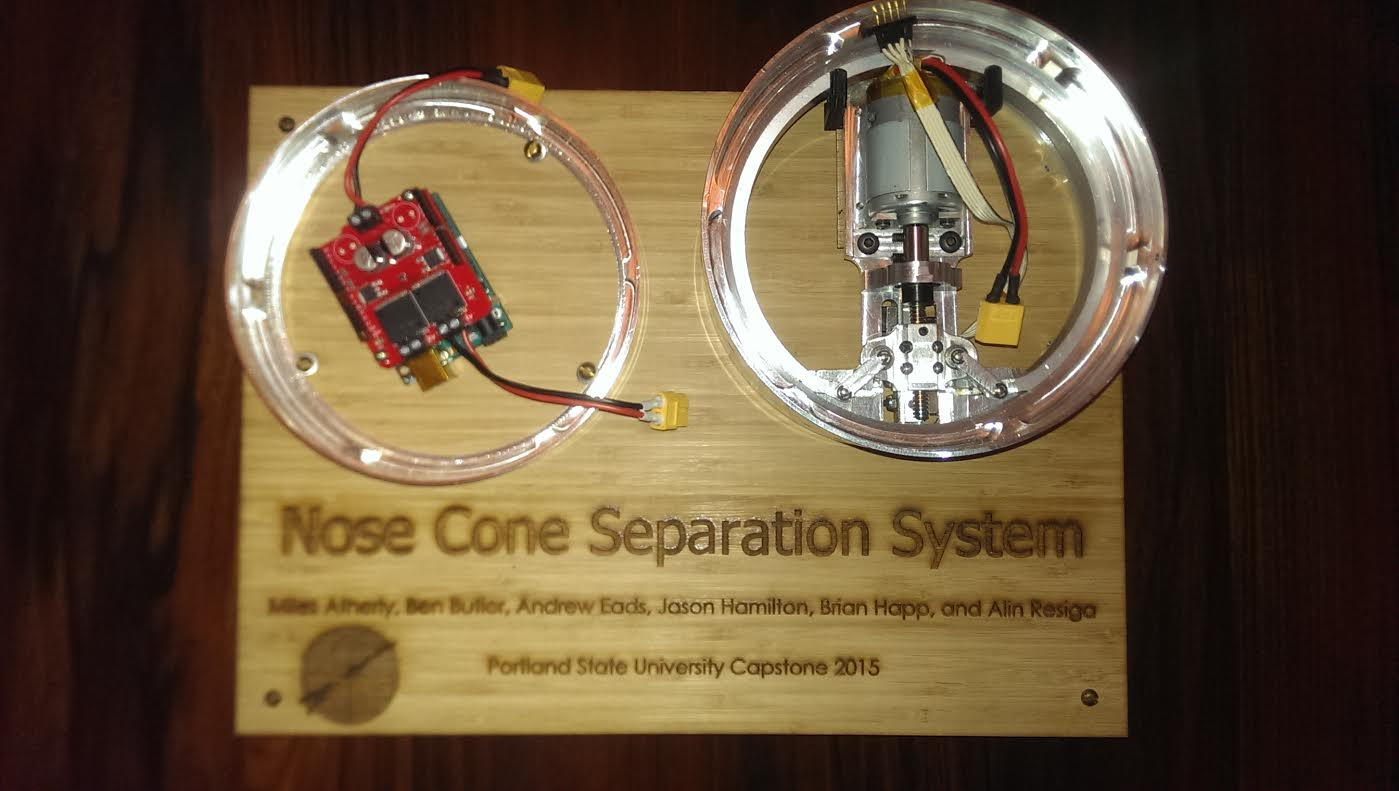 Nose Cone Separation System
Miles Atherly, Ben Butler, Andrew Eads, Jason Hamilton, Brian Happ, and Alin Resiga
Portland State University Capstone 2015